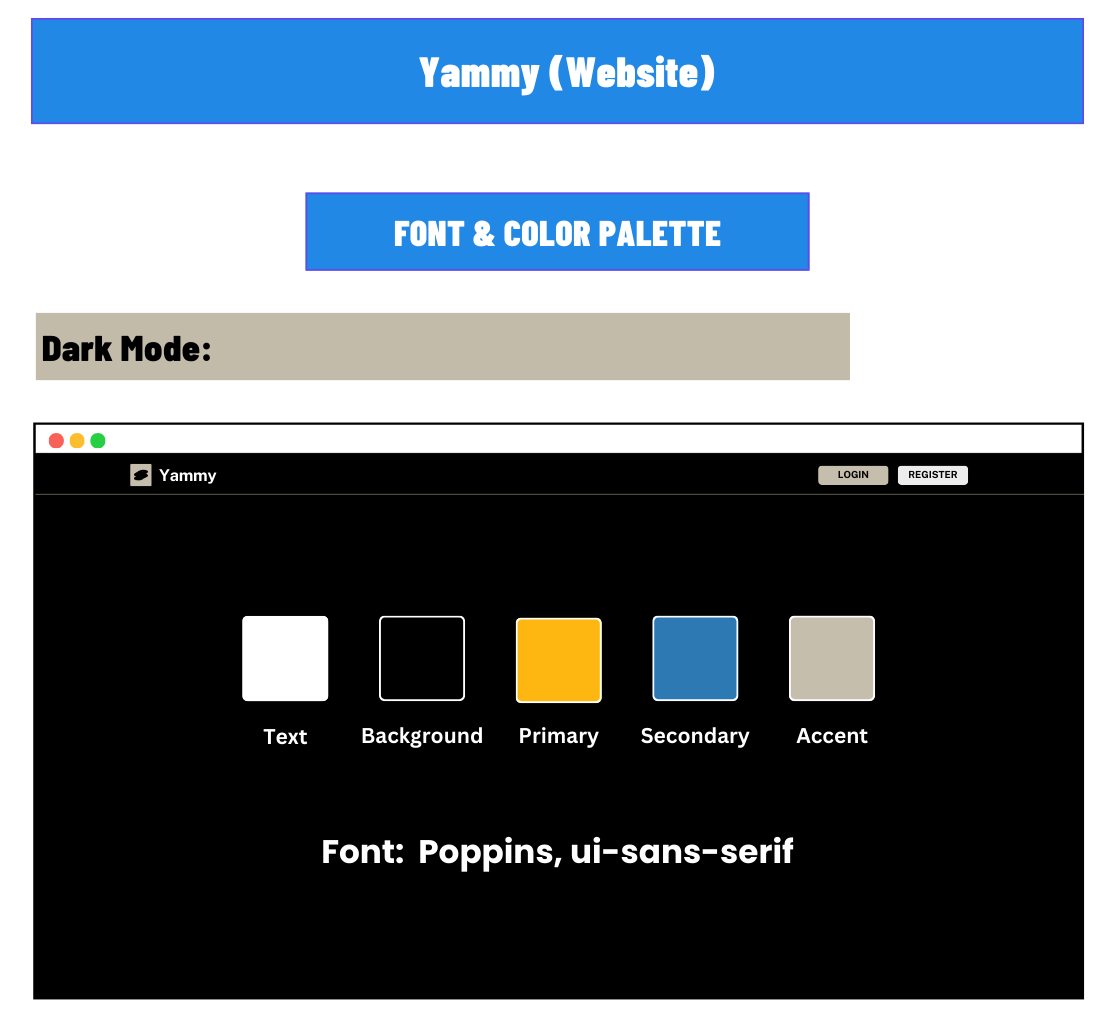 Yammy (Website)
FONT & COLOR PALETTE
Dark Mode:
Yammy
LOGIN
REGISTER
Text
Background
Primary
Secondary
Accent
Font: Poppins, ui-sans-serif